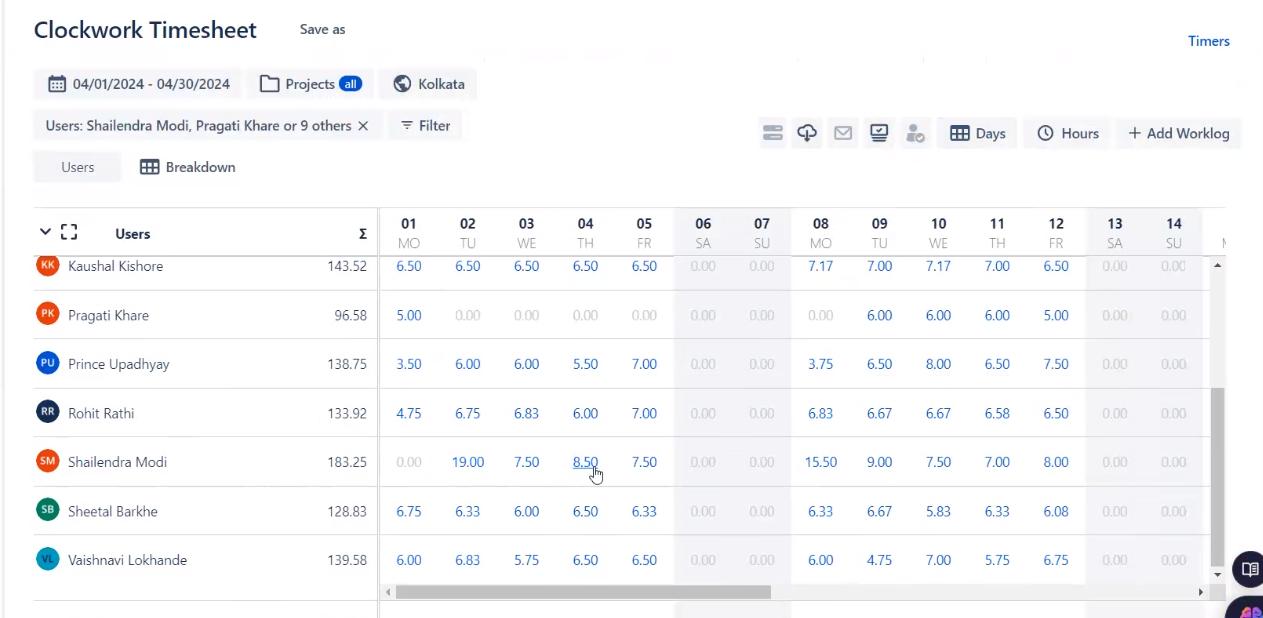 Clockwork Timesheet Save as
Timers
04/01/2024 - 04/30/2024 Projects all Kolkata
Users: Shailendra Modi, Pragati Khare or 9 others × Filter
Days Hours + Add Worklog
Users Breakdown
Users Σ 01 02 03 04 05 06 07 08 09 10 11 12 13 14
MO TU WE TH FR SA SU MO TU WE TH FR SA SU
KK Kaushal Kishore 143.52 6.50 6.50 6.50 6.50 6.50 0.00 0.00 7.17 7.00 7.17 7.00 6.50 0.00 0.00
PK Pragati Khare 96.58 5.00 0.00 0.00 0.00 0.00 0.00 0.00 0.00 6.00 6.00 6.00 5.00 0.00 0.00
PU Prince Upadhyay 138.75 3.50 6.00 6.00 5.50 7.00 0.00 0.00 3.75 6.50 8.00 6.50 7.50 0.00 0.00
RR Rohit Rathi 133.92 4.75 6.75 6.83 6.00 7.00 0.00 0.00 6.83 6.67 6.67 6.58 6.50 0.00 0.00
SM Shailendra Modi 183.25 0.00 19.00 7.50 8.50 7.50 0.00 0.00 15.50 9.00 7.50 7.00 8.00 0.00 0.00
SB Sheetal Barkhe 128.83 6.75 6.33 6.00 6.50 6.33 0.00 0.00 6.33 6.67 5.83 6.33 6.08 0.00 0.00
VL Vaishnavi Lokhande 139.58 6.00 6.83 5.75 6.50 6.50 0.00 0.00 6.00 4.75 7.00 5.75 6.75 0.00 0.00